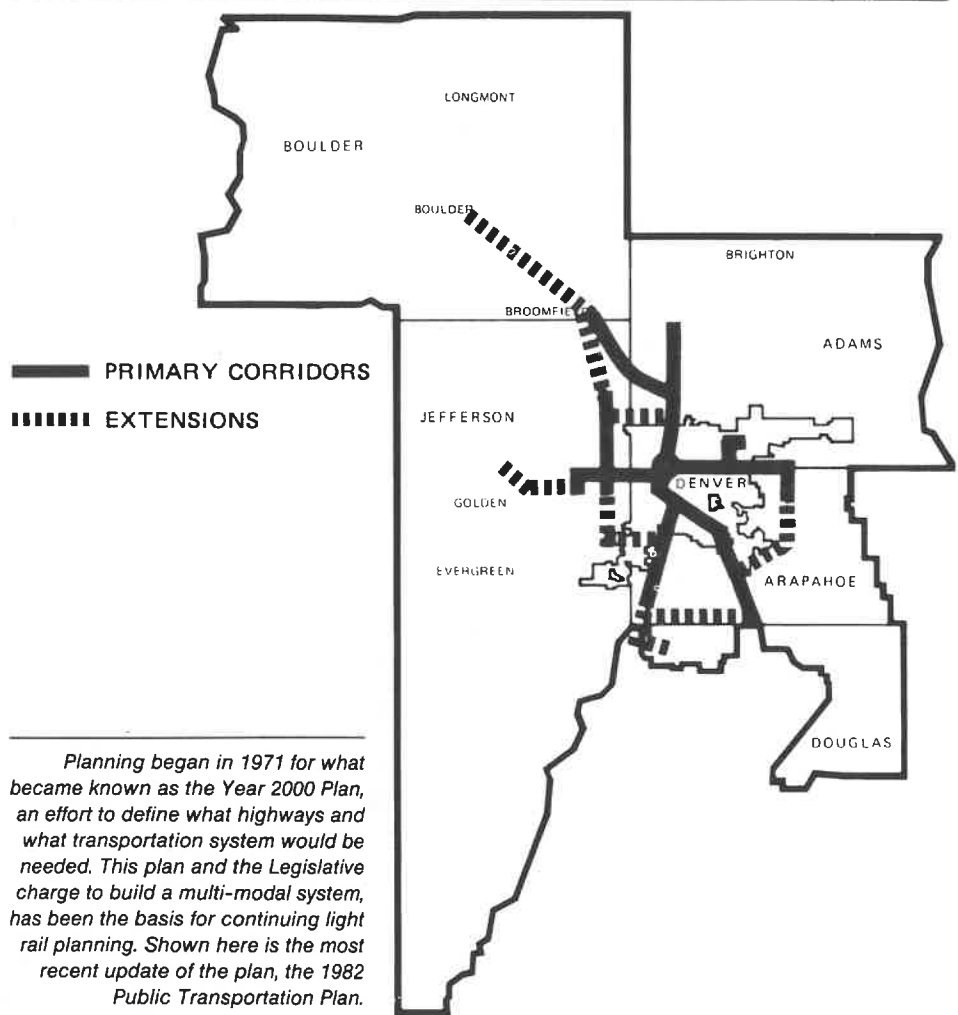 LONGMONT
BOULDER
BOULDER
BRIGHTON
BROOMFIELD
ADAMS
PRIMARY CORRIDORS
EXTENSIONS
JEFFERSON
DENVER
GOLDEN
EVERGREEN
ARAPAHOE
DOUGLAS
Planning began in 1971 for what
became known as the Year 2000 Plan,
an effort to define what highways and
what transportation system would be
needed. This plan and the Legislative
charge to build a multi-modal system,
has been the basis for continuing light
rail planning. Shown here is the most
recent update of the plan, the 1982
Public Transportation Plan.